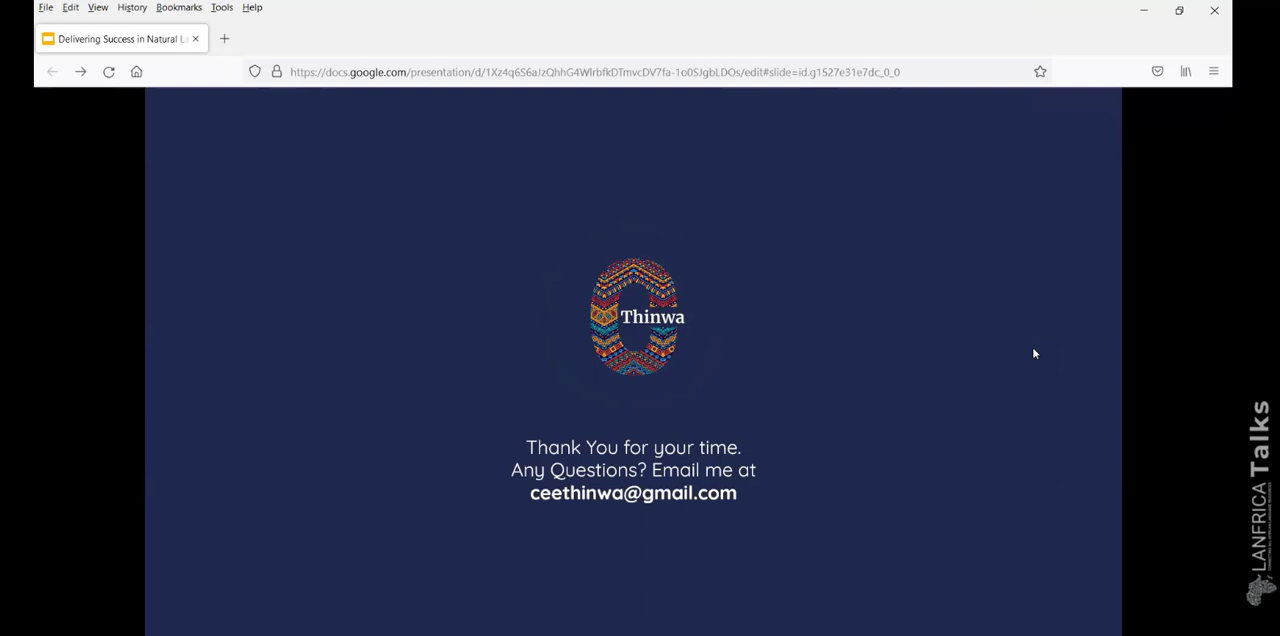 File Edit View History Bookmarks Tools Help
Delivering Success in Natural La
https://docs.google.com/presentation/d/1Xz4q6S6aJzQhhG4WlrbfkDTmvcDV7fa-1o0SJgbLDOs/edit#slide=id.g1527e31e7dc_0_0
Thinwa
Thank You for your time.
Any Questions? Email me at
ceethinwa@gmail.com
LANFRICA Talks